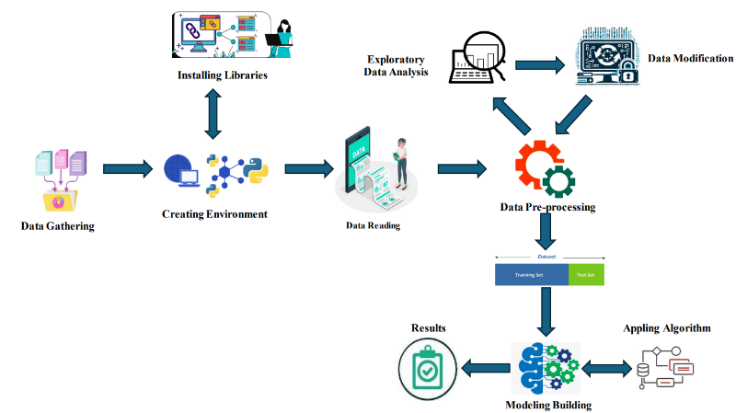 Installing Libraries
Exploratory
Data Analysis
Data Modification
DATA
Data Gathering
Creating Environment
Data Reading
Data Pre-processing
Dataset
Training Set
Test Set
Results
Appling Algorithm
Modeling Building